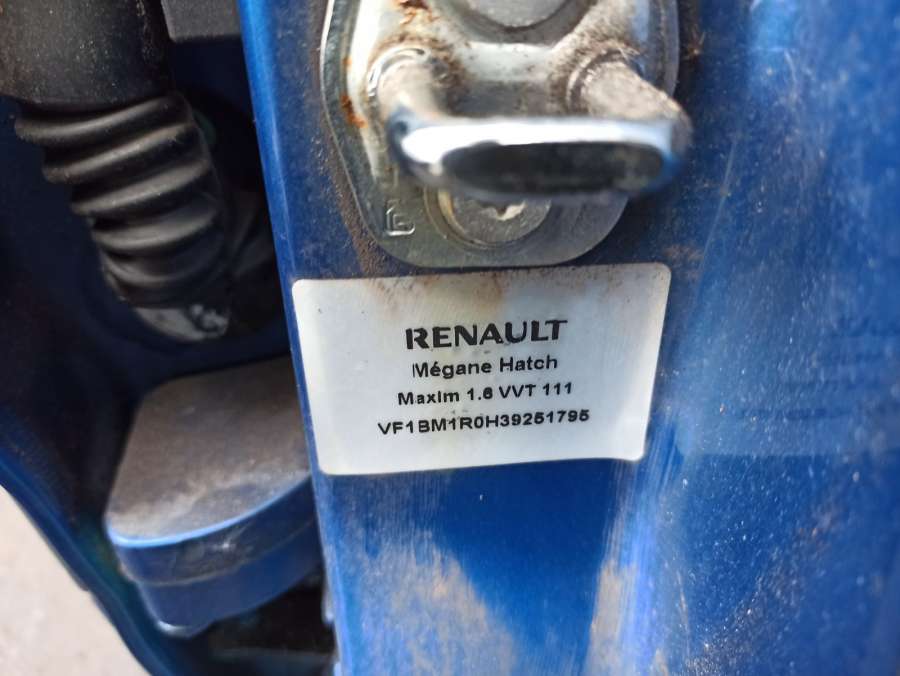 RENAULT
Mégane Hatch
Maxim 1.6 VVT 111
VF1BM1R0H39251795